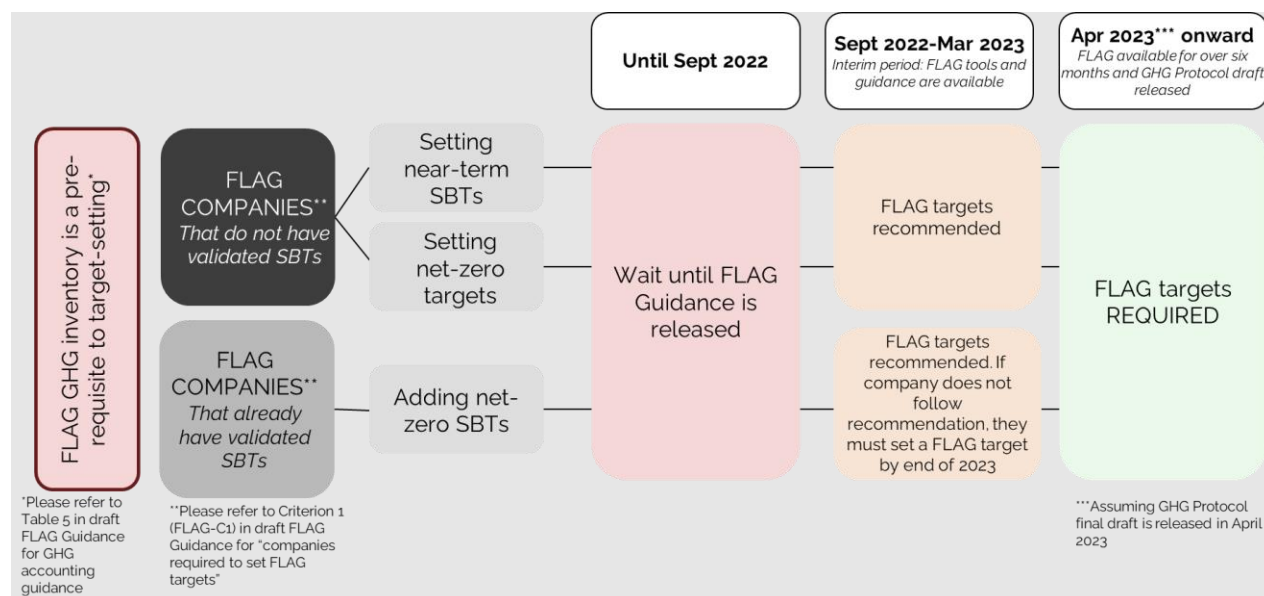 Until Sept 2022
Sept 2022-Mar 2023
Interim period: FLAG tools and
guidance are available
Apr 2023*** onward
FLAG available for over six
months and GHG Protocol draft
released
FLAG GHG inventory is a pre-
requisite to target-setting*
FLAG
COMPANIES**
That do not have
validated SBTs
Setting
near-term
SBTs
Setting
net-zero
targets
FLAG
COMPANIES**
That already
have validated
SBTs
Adding net-
zero SBTs
Wait until FLAG
Guidance is
released
FLAG targets
recommended
FLAG targets
recommended. If
company does not
follow
recommendation, they
must set a FLAG target
by end of 2023
FLAG targets
REQUIRED
*Please refer to
Table 5 in draft
FLAG Guidance
for GHG
accounting
guidance
**Please refer to Criterion 1
(FLAG-C1) in draft FLAG
Guidance for “companies
required to set FLAG
targets”
***Assuming GHG Protocol
final draft is released in April
2023